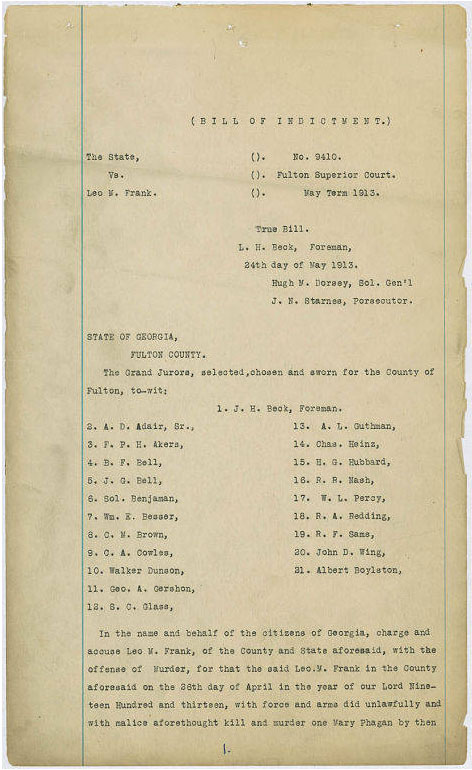 (BILL OF INDICTMENT.)
The State, (). No. 9410.
Vs. (). Fulton Superior Court.
Leo M. Frank. (). May Term 1913.
True Bill.
L. H. Beck, Foreman,
24th day of May 1913.
Hugh M. Dorsey, Sol. Gen'l
J. N. Starnes, Porsecutor.
STATE OF GEORGIA,
FULTON COUNTY.
The Grand Jurors, selected,chosen and sworn for the County of
Fulton, to-wit:
1. J. H. Beck, Foreman.
2. A. D. Adair, Sr.,
3. F. P. H. Akers,
4. B. F. Bell,
5. J. G. Bell,
6. Sol. Benjaman,
7. Wm. E. Besser,
8. C. M. Brown,
9. C. A. Cowles,
10. Walker Dunson,
11. Geo. A. Gershon,
12. S. C. Glass,
13. A. L. Guthman,
14. Chas. Heinz,
15. H. G. Hubbard,
16. R. R. Nash,
17. W. L. Percy,
18. R. A. Redding,
19. R. F. Sams,
20. John D. Wing,
21. Albert Boylston,
In the name and behalf of the citizens of Georgia, charge and
accuse Leo M. Frank, of the County and State aforesaid, with the
offense of Murder, for that the said Leo.M. Frank in the County
aforesaid on the 26th day of April in the year of our Lord Nine-
teen Hundred and thirteen, with force and arms did unlawfully and
with malice aforethought kill and murder one Mary Phagan by then
1.